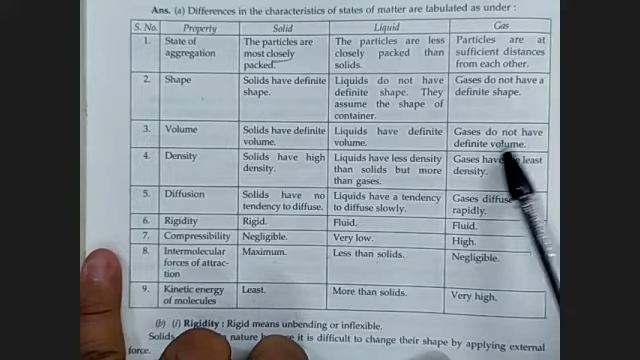 Ans. (a) Differences in the characteristics of states of matter are tabulated as under :
S. No. Property Solid Liquid Gas
1. State of aggregation The particles are most closely packed. The particles are less closely packed than solids. Particles are at sufficient distances from each other.
2. Shape Solids have definite shape. Liquids do not have definite shape. They assume the shape of container. Gases do not have a definite shape.
3. Volume Solids have definite volume. Liquids have definite volume. Gases do not have definite volume.
4. Density Solids have high density. Liquids have less density than solids but more than gases. Gases have least density.
5. Diffusion Solids have no tendency to diffuse. Liquids have a tendency to diffuse slowly. Gases diffuse rapidly.
6. Rigidity Rigid. Fluid. Fluid.
7. Compressibility Negligible. Very low. High.
8. Intermolecular forces of attrac-tion Maximum. Less than solids. Negligible.
9. Kinetic energy of molecules Least. More than solids. Very high.
(b) (i) Rigidity : Rigid means unbending or inflexible.
Solids nature it is difficult to change their shape by applying external
force.